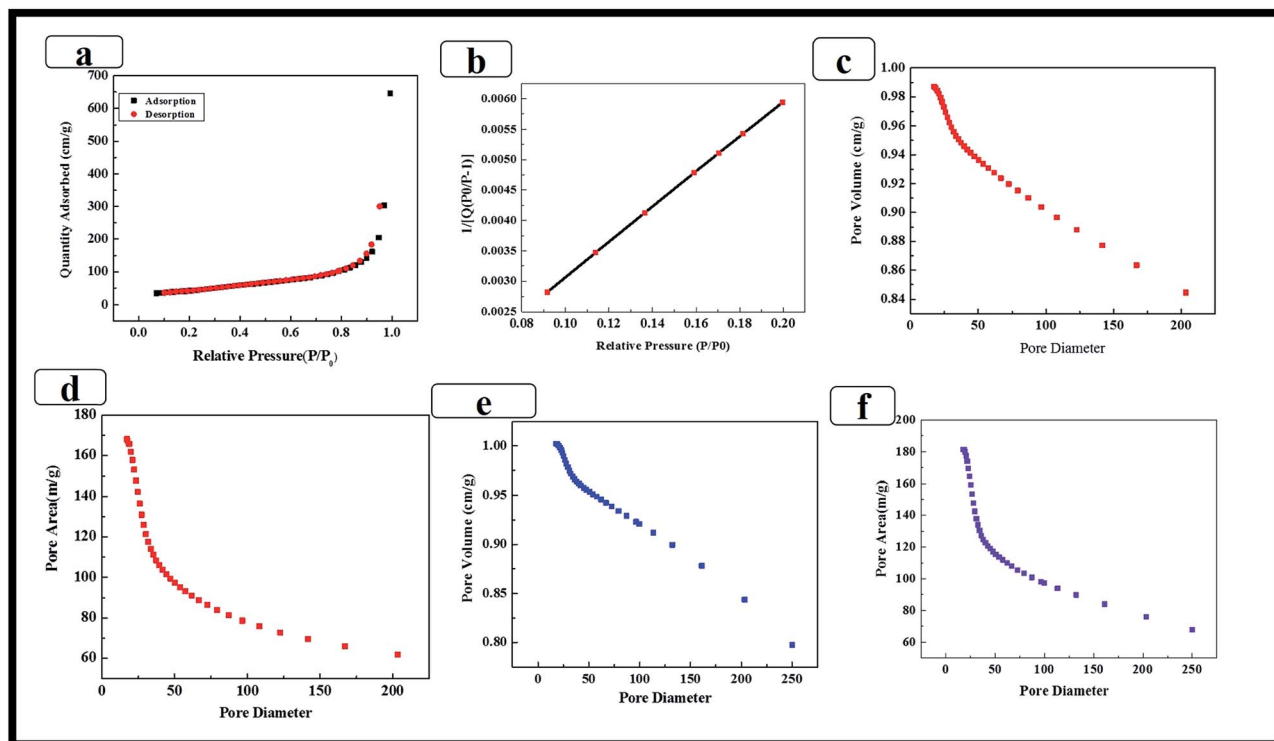 a
700
600
500
400
300
200
100
0
Quantity Adsorbed (cm/g)
Adsorption
Desorption
0.0 0.2 0.4 0.6 0.8 1.0
Relative Pressure(P/P0)
b
0.0060
0.0055
0.0050
0.0045
0.0040
0.0035
0.0030
0.0025
1/[Q(P0/P-1)]
0.08 0.10 0.12 0.14 0.16 0.18 0.20
Relative Pressure (P/P0)
c
1.00
0.98
0.96
0.94
0.92
0.90
0.88
0.86
0.84
Pore Volume (cm/g)
0 50 100 150 200
Pore Diameter
d
180
160
140
120
100
80
60
Pore Area(m/g)
0 50 100 150 200
Pore Diameter
e
1.00
0.95
0.90
0.85
0.80
Pore Volume (cm/g)
0 50 100 150 200 250
Pore Diameter
f
200
180
160
140
120
100
80
60
Pore Area(m/g)
0 50 100 150 200 250
Pore Diameter